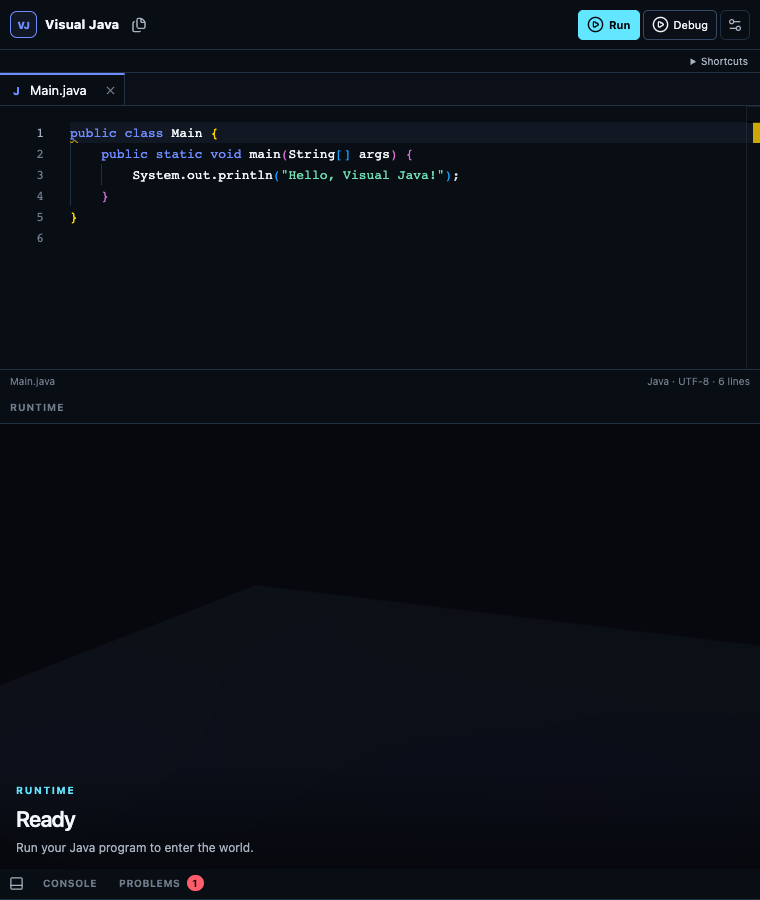 VJ Visual Java Run Debug
Shortcuts
J Main.java
1 public class Main {
2     public static void main(String[] args) {
3         System.out.println("Hello, Visual Java!");
4     }
5 }
6
Main.java Java · UTF-8 · 6 lines
RUNTIME
RUNTIME
Ready
Run your Java program to enter the world.
CONSOLE PROBLEMS 1